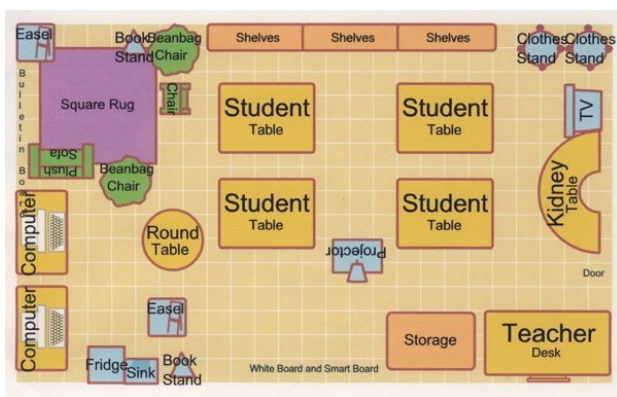 Easel
Book
Stand
Beanbag
Chair
Shelves
Shelves
Shelves
Clothes
Stand
Clothes
Stand
Bulletin Board
Square Rug
Chair
Student
Table
Student
Table
TV
Plush
Sofa
Beanbag
Chair
Computer
Student
Table
Student
Table
Kidney
Table
Round
Table
Projector
Door
Computer
Easel
Storage
Teacher
Desk
Fridge
Sink
Book
Stand
White Board and Smart Board